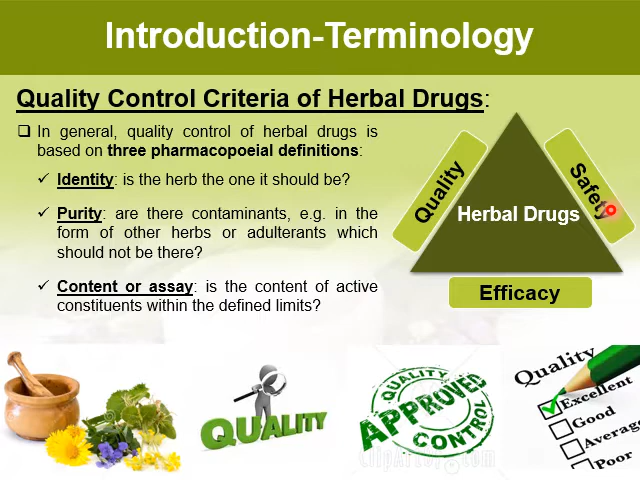 Introduction-Terminology
Quality Control Criteria of Herbal Drugs:
In general, quality control of herbal drugs is
based on three pharmacopoeial definitions:
Identity: is the herb the one it should be?
Purity: are there contaminants, e.g. in the
form of other herbs or adulterants which
should not be there?
Content or assay: is the content of active
constituents within the defined limits?
Quality
Safety
Herbal Drugs
Efficacy
QUALITY
QUALITY
APPROVED
CONTROL
Quality
Excellent
Good
Average
Poor